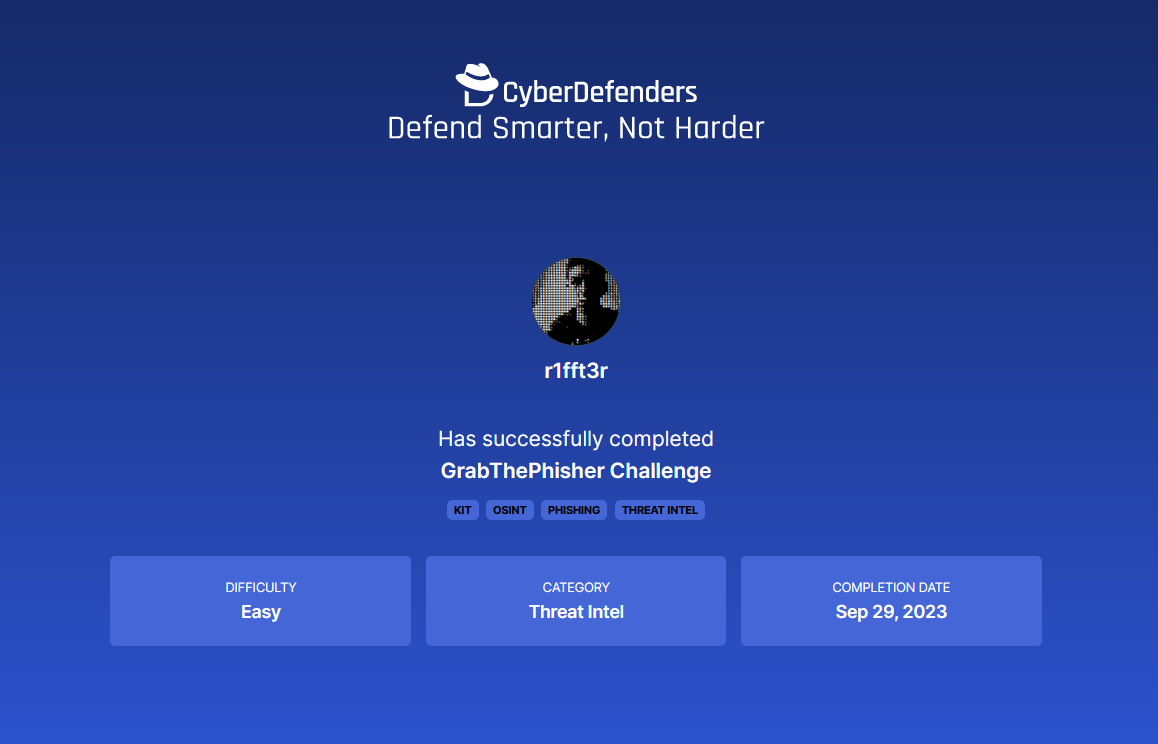 CyberDefenders
Defend Smarter, Not Harder
r1fft3r
Has successfully completed
GrabThePhisher Challenge
KIT OSINT PHISHING THREAT INTEL
DIFFICULTY CATEGORY COMPLETION DATE
Easy Threat Intel Sep 29, 2023